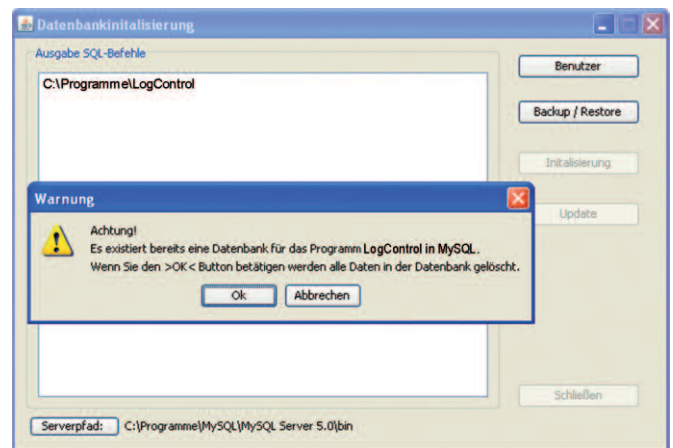 Datenbankinitalisierung
Ausgabe SQL-Befehle
C:\Programme\LogControl
Benutzer
Backup / Restore
Initalisierung
Update
Warnung
Achtung!
Es existiert bereits eine Datenbank für das Programm LogControl in MySQL.
Wenn Sie den >OK< Button betätigen werden alle Daten in der Datenbank gelöscht.
Ok
Abbrechen
Schließen
Serverpfad: C:\Programme\MySQL\MySQL Server 5.0\bin